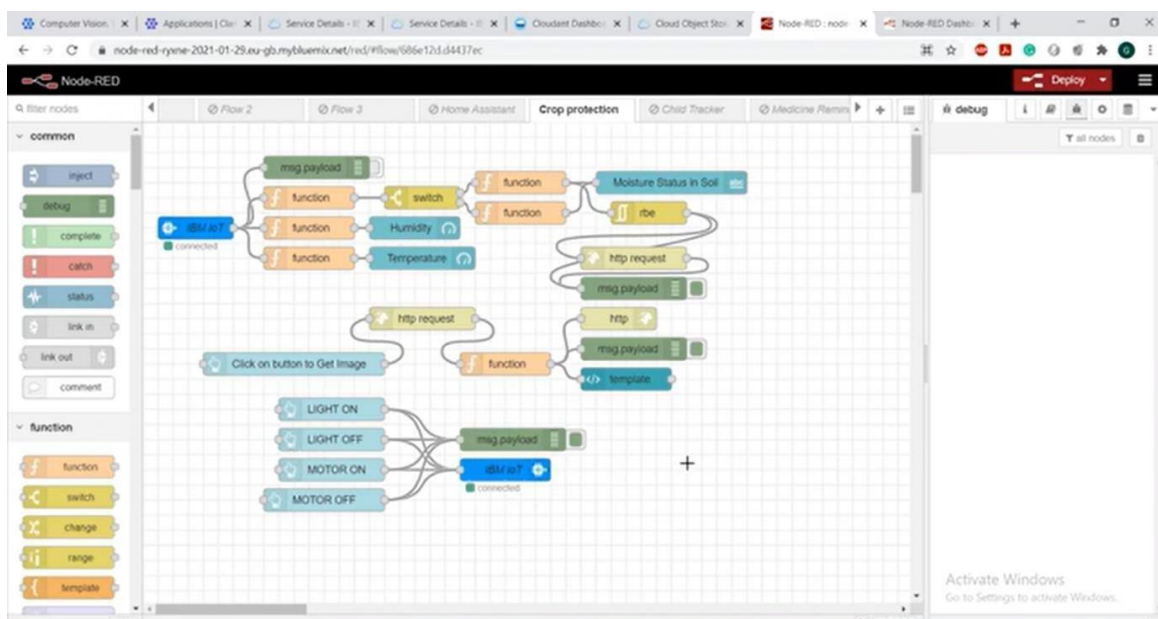 Computer Vision. Applications | Clar Service Details - IE Service Details - IE Cloudant Dashbo Cloud Object Stor Node-RED : node- Node-RED Dashb
node-red-ryxne-2021-01-29.eu-gb.mybluemix.net/red/#flow/686e12d.d4437ec
Node-RED Deploy
filter nodes Flow 2 Flow 3 Home Assistant Crop protection Child Tracker Medicine Remin debug i
common all nodes
inject
debug
complete
catch
status
link in
link out
comment
function
function
switch
change
range
template
msg.payload
function switch function Moisture Status in Soil abc
function rbe
IBM IoT function Humidity
connected
function Temperature http request
msg.payload
http request http
Click on button to Get Image function msg.payload
template
LIGHT ON
LIGHT OFF msg.payload
MOTOR ON IBM IoT
connected
MOTOR OFF
Activate Windows
Go to Settings to activate Windows.